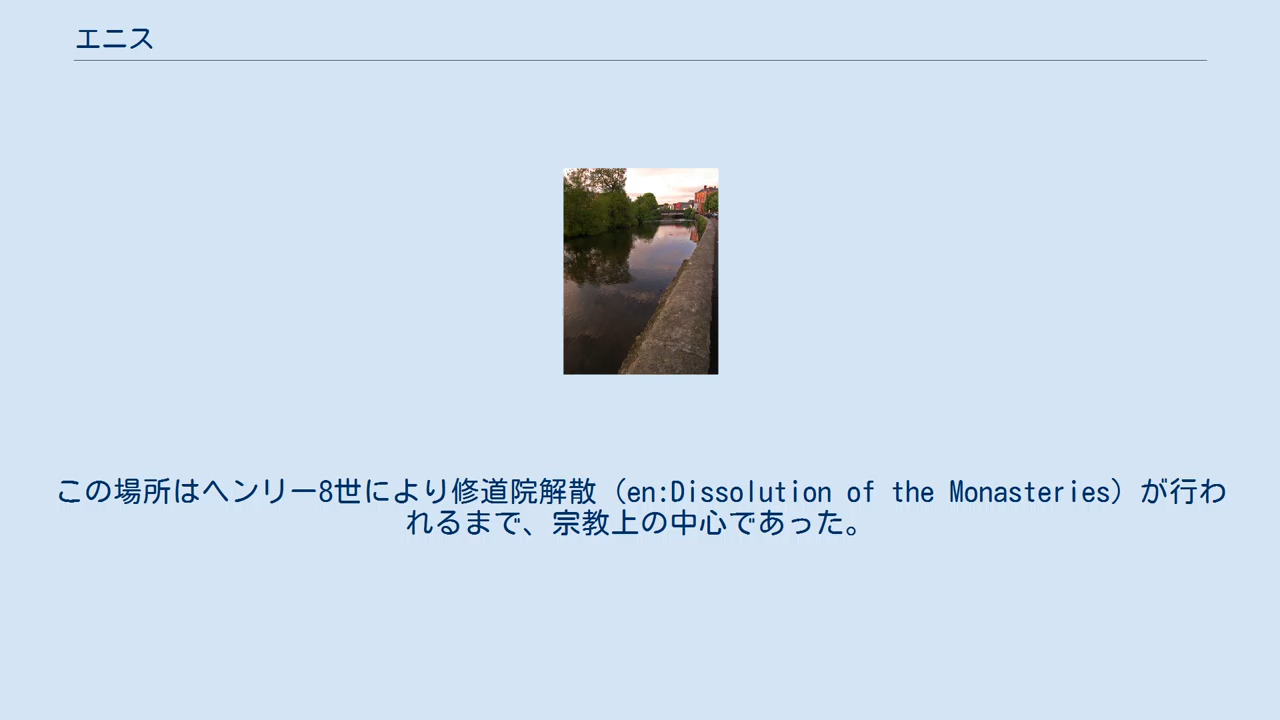 エニス
この場所はヘンリー8世により修道院解散（en:Dissolution of the Monasteries）が行わ
れるまで、宗教上の中心であった。